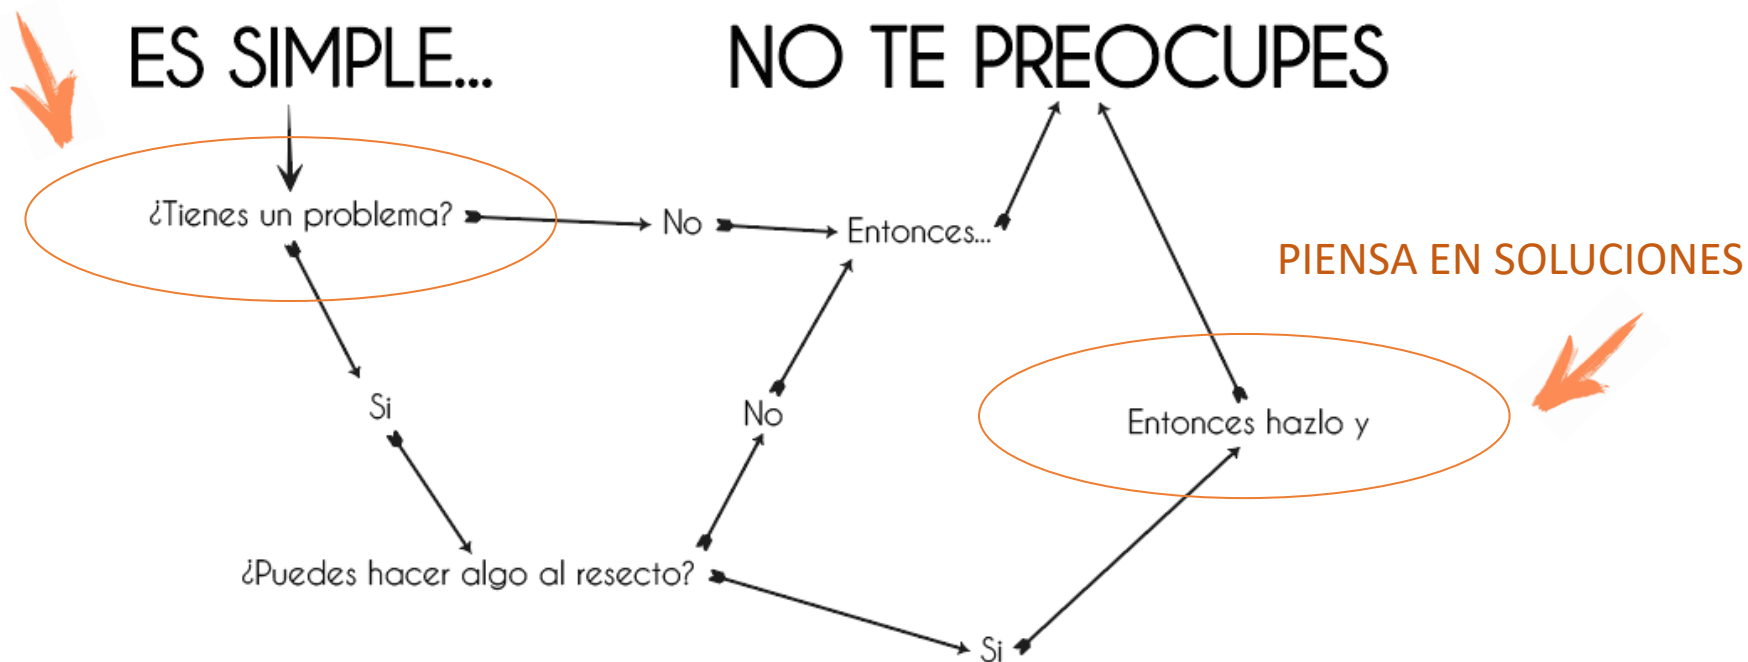 ES SIMPLE...
NO TE PREOCUPES
¿Tienes un problema?
No
Entonces...
PIENSA EN SOLUCIONES
Si
No
Entonces hazlo y
¿Puedes hacer algo al resecto?
Si